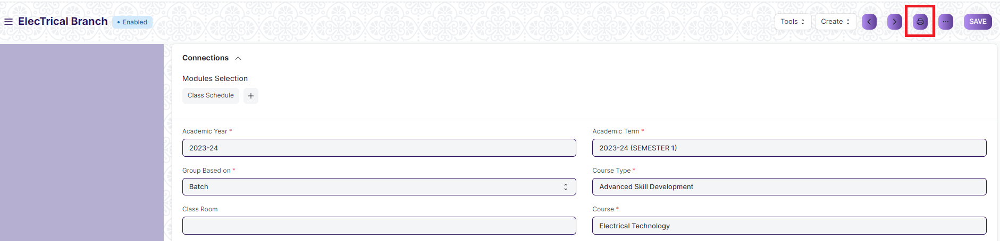 ElecTrical Branch
Enabled
Tools
Create
SAVE
Connections
Modules Selection
Class Schedule
Academic Year *
Academic Term *
2023-24
2023-24 (SEMESTER 1)
Group Based on *
Course Type *
Batch
Advanced Skill Development
Class Room
Course *
Electrical Technology